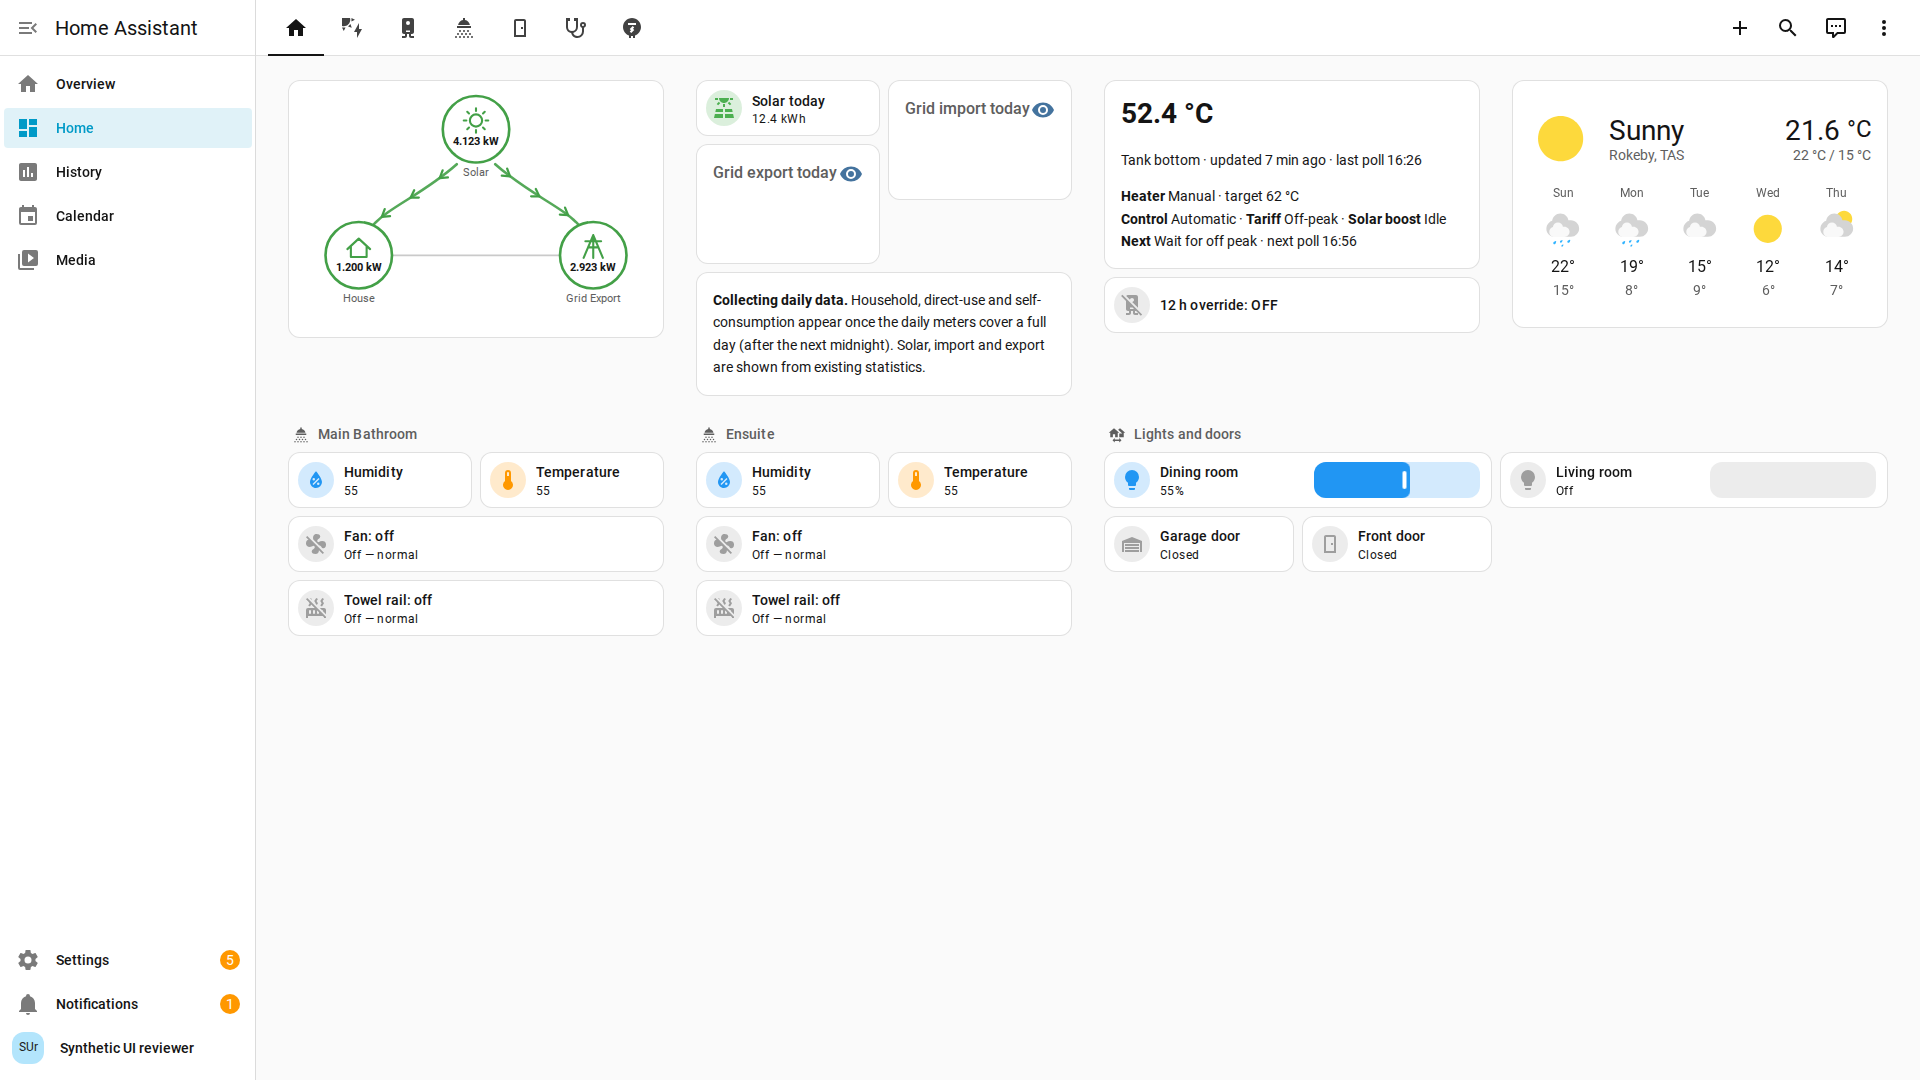 Home Assistant
Overview
Home
History
Calendar
Media
Settings
5
Notifications
1
SUr
Synthetic UI reviewer
4.123 kW
Solar
1.200 kW
House
2.923 kW
Grid Export
Solar today
12.4 kWh
Grid import today
Grid export today
Collecting daily data. Household, direct-use and self-
consumption appear once the daily meters cover a full
day (after the next midnight). Solar, import and export
are shown from existing statistics.
52.4 °C
Tank bottom · updated 7 min ago · last poll 16:26
Heater Manual · target 62 °C
Control Automatic · Tariff Off-peak · Solar boost Idle
Next Wait for off peak · next poll 16:56
12 h override: OFF
Sunny
Rokeby, TAS
21.6 °C
22 °C / 15 °C
Sun Mon Tue Wed Thu
22° 19° 15° 12° 14°
15° 8° 9° 6° 7°
Main Bathroom
Humidity
55
Temperature
55
Fan: off
Off — normal
Towel rail: off
Off — normal
Ensuite
Humidity
55
Temperature
55
Fan: off
Off — normal
Towel rail: off
Off — normal
Lights and doors
Dining room
55%
Living room
Off
Garage door
Closed
Front door
Closed